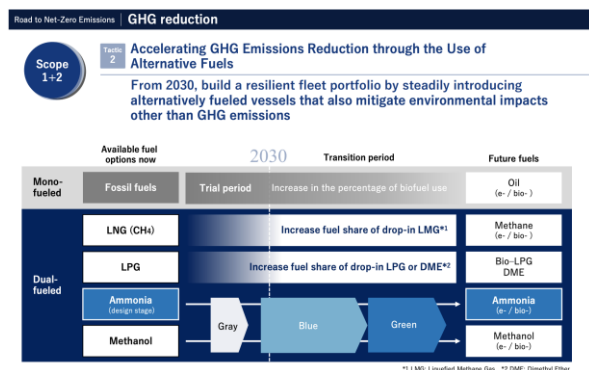 Road to Net-Zero Emissions | GHG reduction
Scope
1+2
Tactic
2
Accelerating GHG Emissions Reduction through the Use of
Alternative Fuels
From 2030, build a resilient fleet portfolio by steadily introducing
alternatively fueled vessels that also mitigate environmental impacts
other than GHG emissions
Available fuel
options now
2030
Transition period
Future fuels
Mono-
fueled
Fossil fuels
Trial period
Increase in the percentage of biofuel use
Oil
(e- / bio-)
Dual-
fueled
LNG (CH4)
Increase fuel share of drop-in LMG*1
Methane
(e- / bio-)
LPG
Increase fuel share of drop-in LPG or DME*2
Bio-LPG
DME
Ammonia
(design stage)
Gray
Blue
Green
Ammonia
(e- / bio-)
Methanol
Methanol
(e- / bio-)
*1 LMG: Liquefied Methane Gas *2 DME: Dimethyl Ether